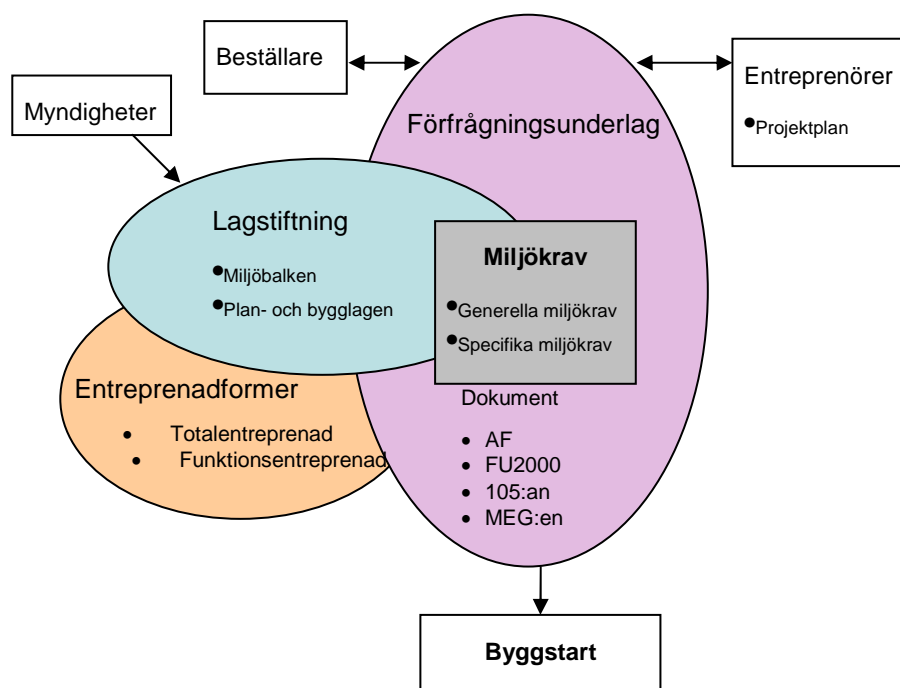 Beställare
Entreprenörer
●Projektplan
Myndigheter
Förfrågningsunderlag
Lagstiftning
●Miljöbalken
●Plan- och bygglagen
Miljökrav
●Generella miljökrav
●Specifika miljökrav
Entreprenadformer
• Totalentreprenad
• Funktionsentreprenad
Dokument
• AF
• FU2000
• 105:an
• MEG:en
Byggstart